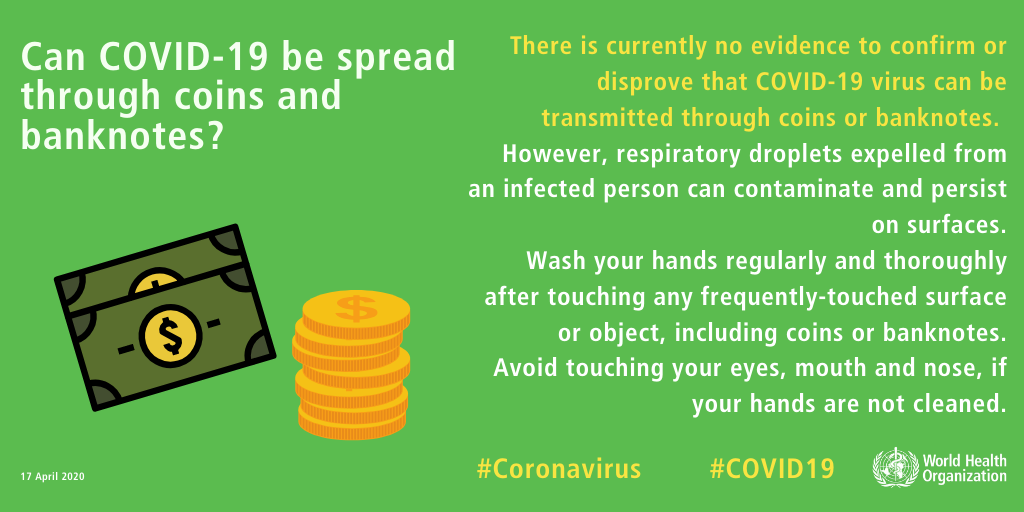 Can COVID-19 be spread
through coins and
banknotes?
There is currently no evidence to confirm or
disprove that COVID-19 virus can be
transmitted through coins or banknotes.
However, respiratory droplets expelled from
an infected person can contaminate and persist
on surfaces.
Wash your hands regularly and thoroughly
after touching any frequently-touched surface
or object, including coins or banknotes.
Avoid touching your eyes, mouth and nose, if
your hands are not cleaned.
$
$
17 April 2020
#Coronavirus #COVID19
World Health
Organization